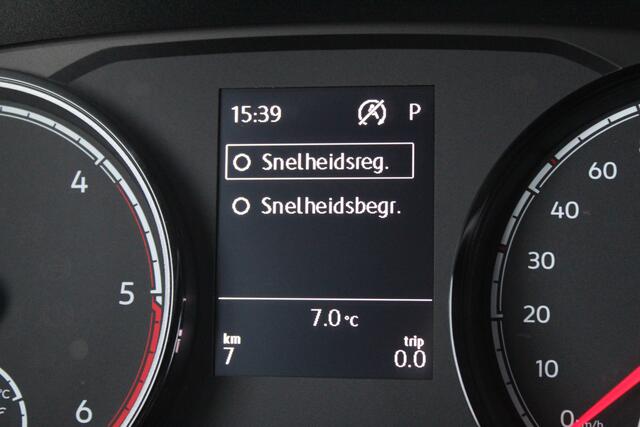 15:39 P
Snelheidsreg.
Snelheidsbegr.
7.0 °C
km trip
7 0.0
4
5
6
°C
60
40
30
20
10
0 km/h